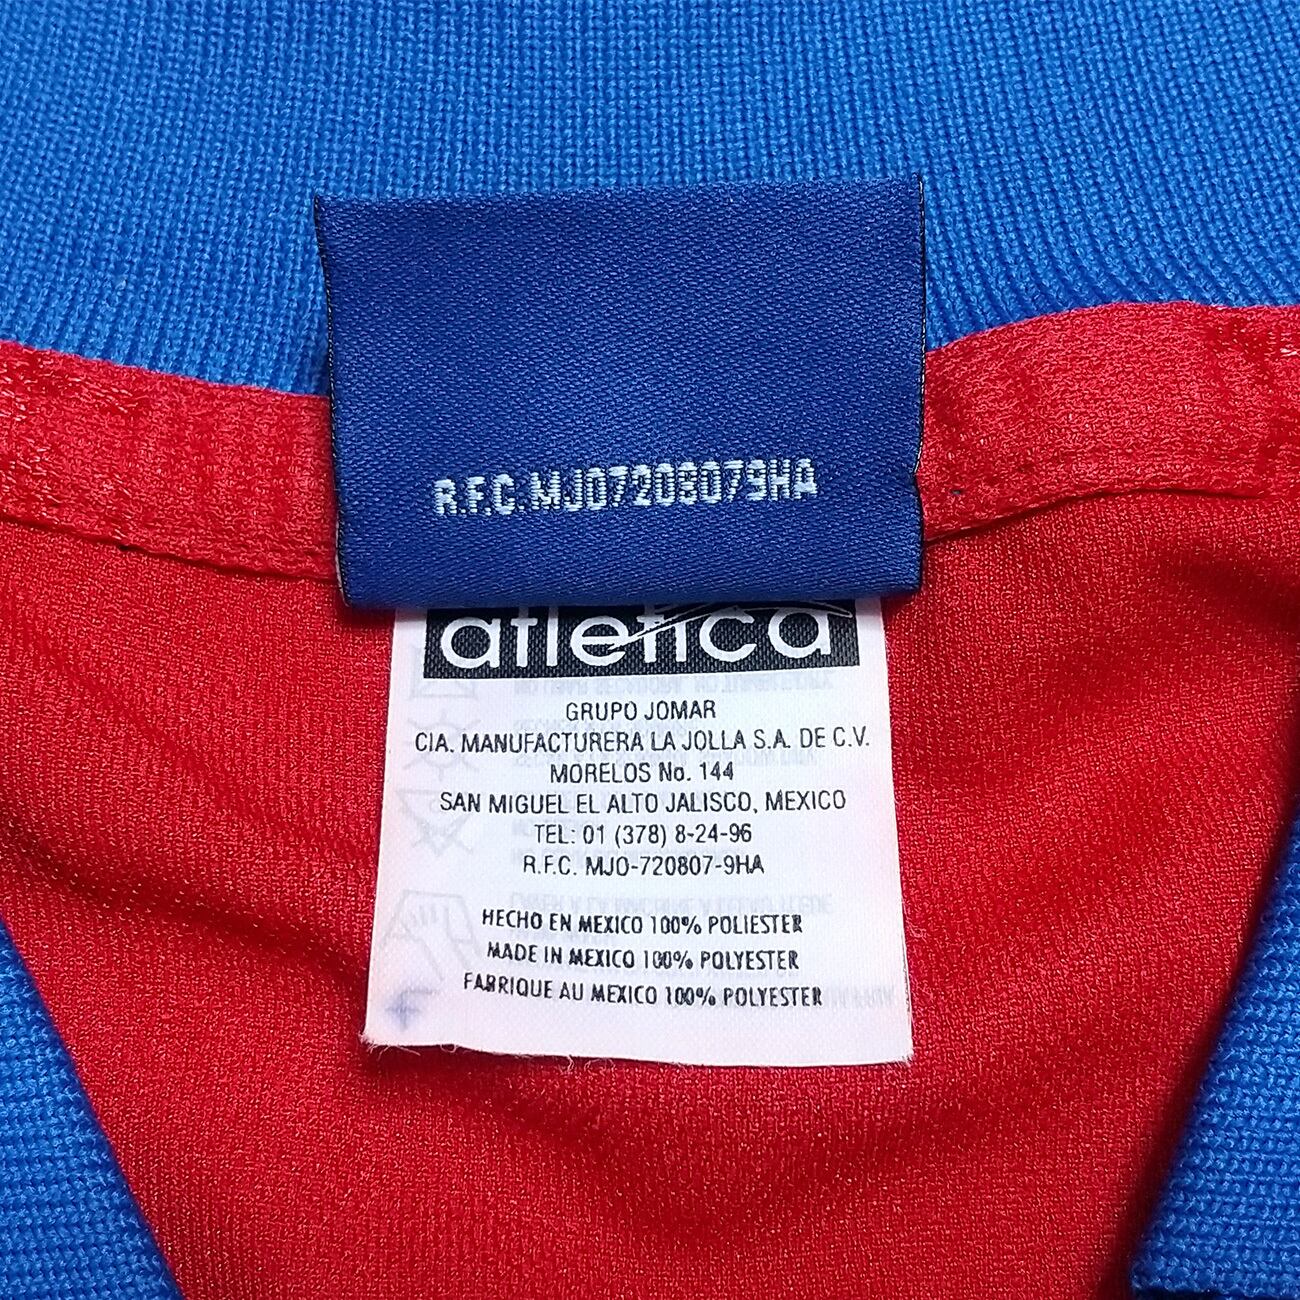 R.F.C. MJ07208079HA
atletica
GRUPO JOMAR
CIA. MANUFACTURERA LA JOLLA S.A. DE C.V.
MORELOS No. 144
SAN MIGUEL EL ALTO JALISCO, MEXICO
TEL: 01 (378) 8-24-96
R.F.C. MJO-720807-9HA
HECHO EN MEXICO 100% POLIESTER
MADE IN MEXICO 100% POLYESTER
FABRIQUE AU MEXICO 100% POLYESTER